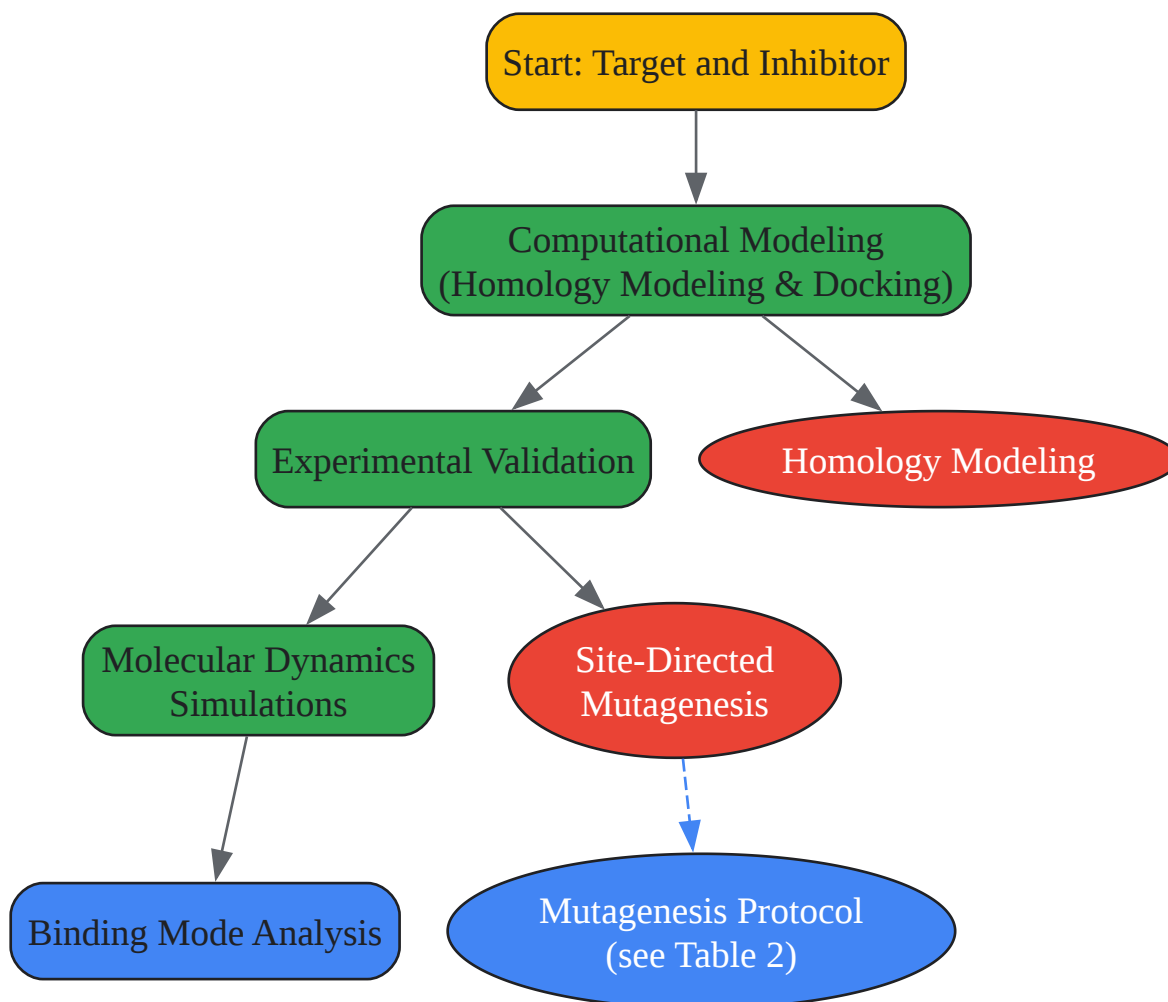 Start: Target and Inhibitor
Computational Modeling
(Homology Modeling & Docking)
Experimental Validation
Homology Modeling
Molecular Dynamics
Simulations
Site-Directed
Mutagenesis
Binding Mode Analysis
Mutagenesis Protocol
(see Table 2)